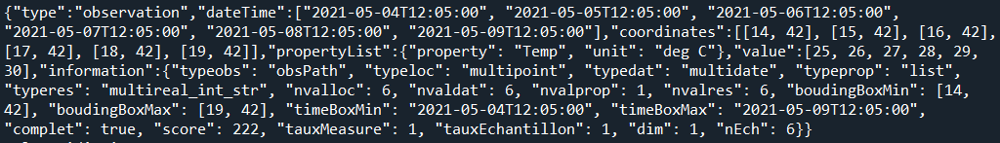 {"type":"observation","dateTime":["2021-05-04T12:05:00", "2021-05-05T12:05:00", "2021-05-06T12:05:00",
"2021-05-07T12:05:00", "2021-05-08T12:05:00", "2021-05-09T12:05:00"],"coordinates":[[14, 42], [15, 42], [16, 42],
[17, 42], [18, 42], [19, 42]],"propertyList":{"property": "Temp", "unit": "deg C"},"value":[25, 26, 27, 28, 29,
30],"information":{"typeobs": "obsPath", "typeloc": "multipoint", "typedat": "multidate", "typeprop": "list",
"typeres": "multireal_int_str", "nvalloc": 6, "nvaldat": 6, "nvalprop": 1, "nvalres": 6, "boudingBoxMin": [14,
42], "boudingBoxMax": [19, 42], "timeBoxMin": "2021-05-04T12:05:00", "timeBoxMax": "2021-05-09T12:05:00",
"complet": true, "score": 222, "tauxMeasure": 1, "tauxEchantillon": 1, "dim": 1, "nEch": 6}}